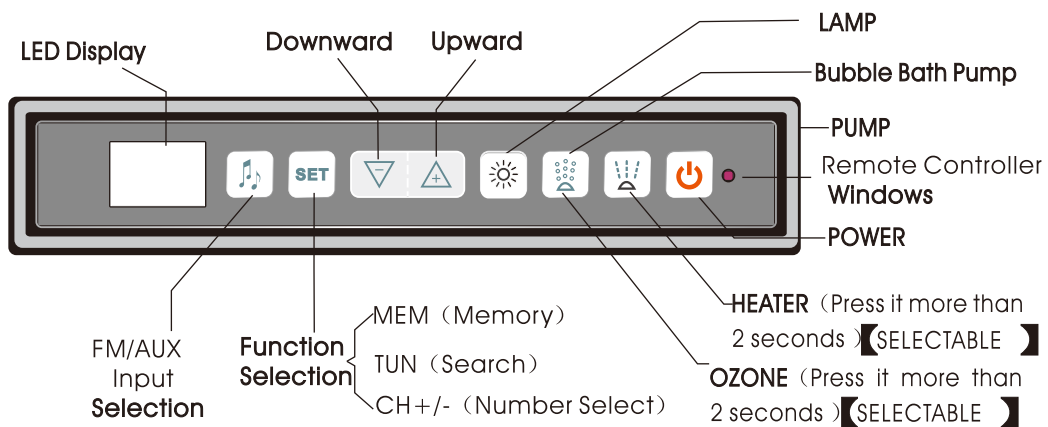 LAMP
LED Display
Downward
Upward
Bubble Bath Pump
PUMP
SET
Remote Controller
Windows
POWER
HEATER（Press it more than
2 seconds ）【SELECTABLE 】
OZONE（Press it more than
2 seconds ）【SELECTABLE 】
FM/AUX
Input
Selection
Function
Selection
MEM（Memory）
TUN（Search）
CH+/-（Number Select）